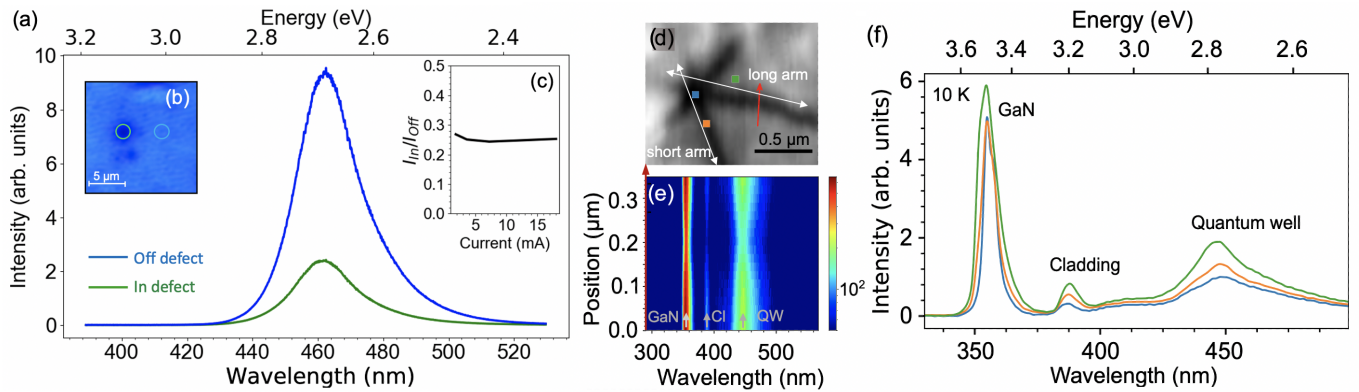 (a)
Energy (eV)
3.2 3.0 2.8 2.6 2.4
Intensity (arb. units)
10
8
6
4
2
0
400 420 440 460 480 500 520
Wavelength (nm)
Off defect
In defect
(b)
5 µm
(c)
I_In/I_Off
0.5
0.4
0.3
0.2
0.1
0.0
5 10 15
Current (mA)
(d)
long arm
short arm
0.5 µm
(e)
Position (µm)
0.3
0.2
0.1
0.0
GaN Cl QW
10²
290 400 500
Wavelength (nm)
(f)
Energy (eV)
3.6 3.4 3.2 3.0 2.8 2.6
Intensity (arb. units)
6
4
2
0
10 K
GaN
Cladding
Quantum well
350 400 450
Wavelength (nm)